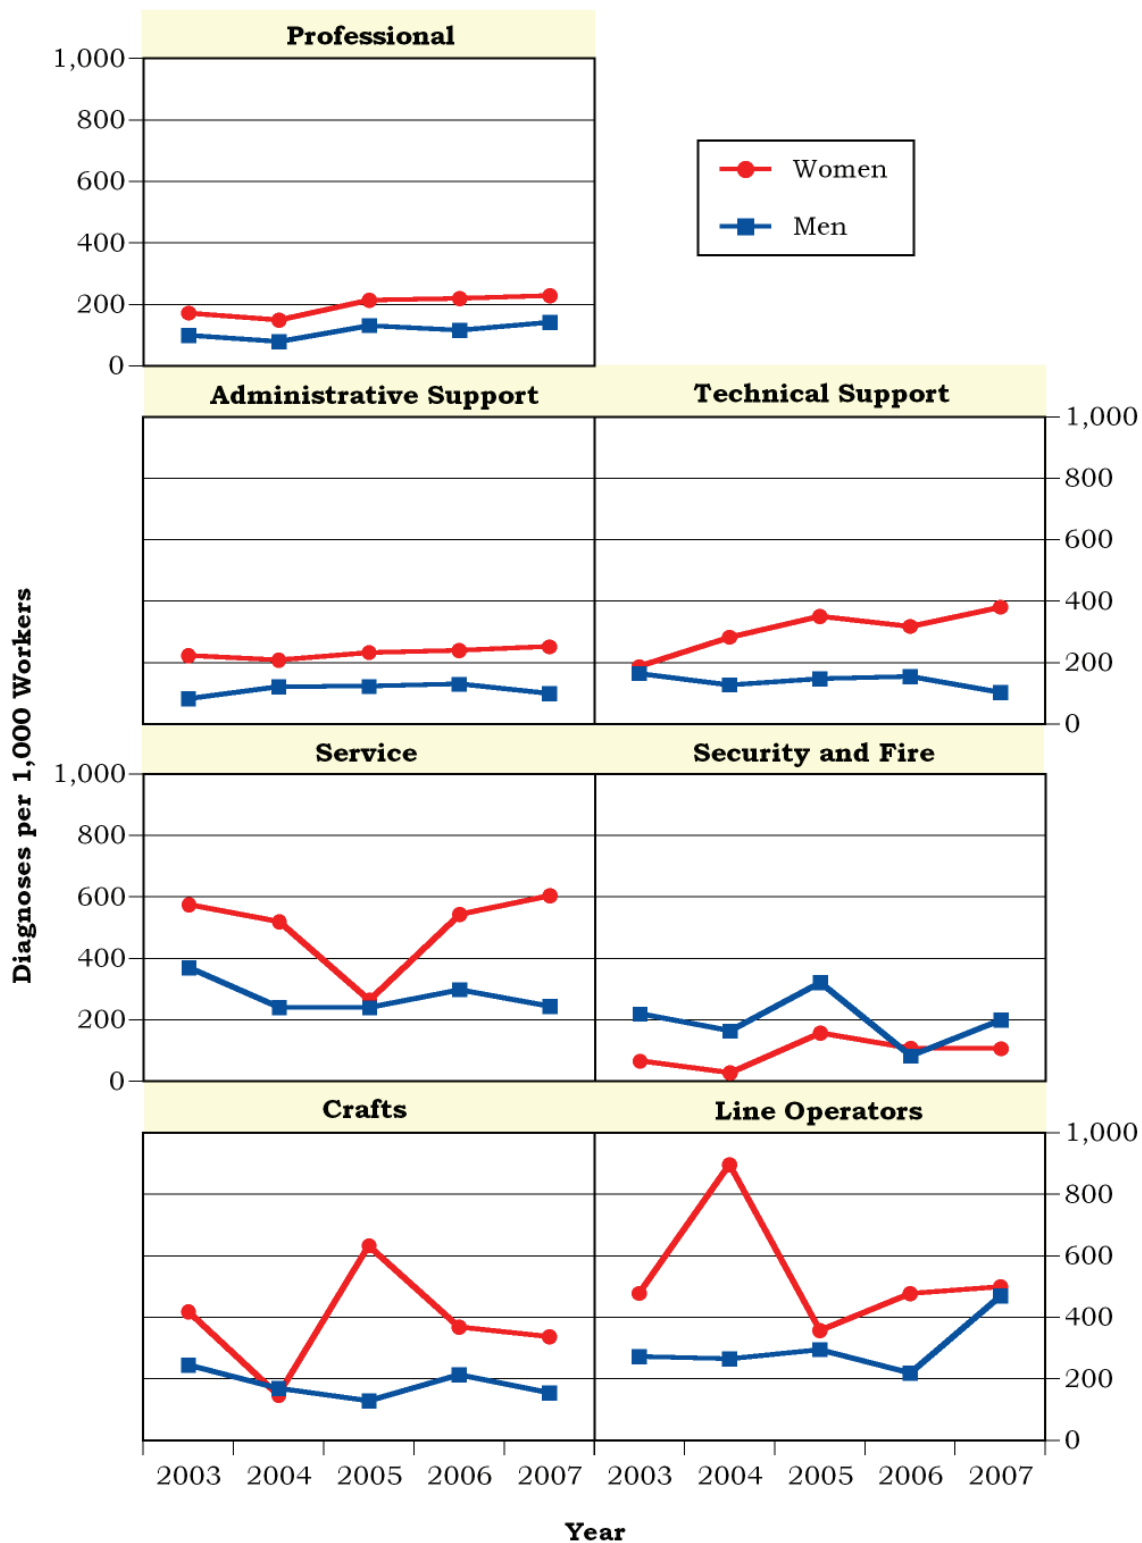 Professional
1,000
800
600
400
200
0
Women
Men
Administrative Support
Technical Support
1,000
800
600
400
200
0
Diagnoses per 1,000 Workers
Service
Security and Fire
1,000
800
600
400
200
0
Crafts
Line Operators
1,000
800
600
400
200
0
2003 2004 2005 2006 2007 2003 2004 2005 2006 2007
Year